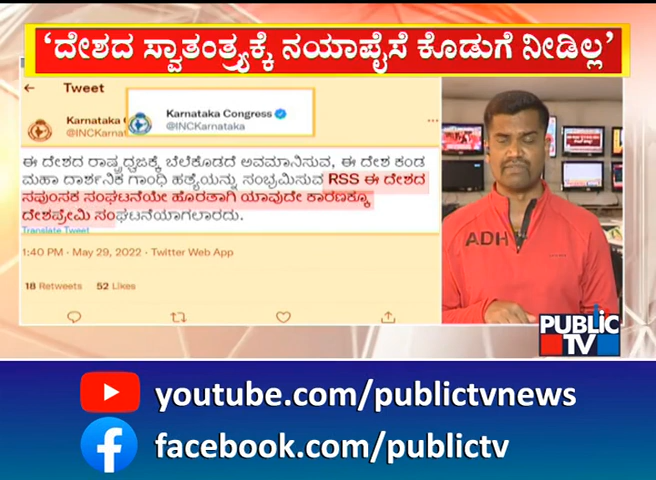 ‘ದೇಶದ ಸ್ವಾತಂತ್ರ್ಯಕ್ಕೆ ನಯಾಪೈಸೆ ಕೊಡುಗೆ ನೀಡಿಲ್ಲ’
Tweet
Karnataka
@INCKarnat
Karnataka Congress
@INCKarnataka
ಈ ದೇಶದ ರಾಷ್ಟ್ರಧ್ವಜಕ್ಕೆ ಬೆಲೆಕೊಡದೆ ಅವಮಾನಿಸುವ, ಈ ದೇಶ ಕಂಡ
ಮಹಾ ದಾರ್ಶನಿಕ ಗಾಂಧಿ ಹತ್ಯೆಯನ್ನು ಸಂಭ್ರಮಿಸುವ RSS ಈ ದೇಶದ
ನಪುಂಸಕ ಸಂಘಟನೆಯೇ ಹೊರತಾಗಿ ಯಾವುದೇ ಕಾರಣಕ್ಕೂ
ದೇಶಪ್ರೇಮಿ ಸಂಘಟನೆಯಾಗಲಾರದು.
Translate Tweet
1:40 PM · May 29, 2022 · Twitter Web App
18 Retweets 52 Likes
ADH
PUBLiC
TV
youtube.com/publictvnews
facebook.com/publictv